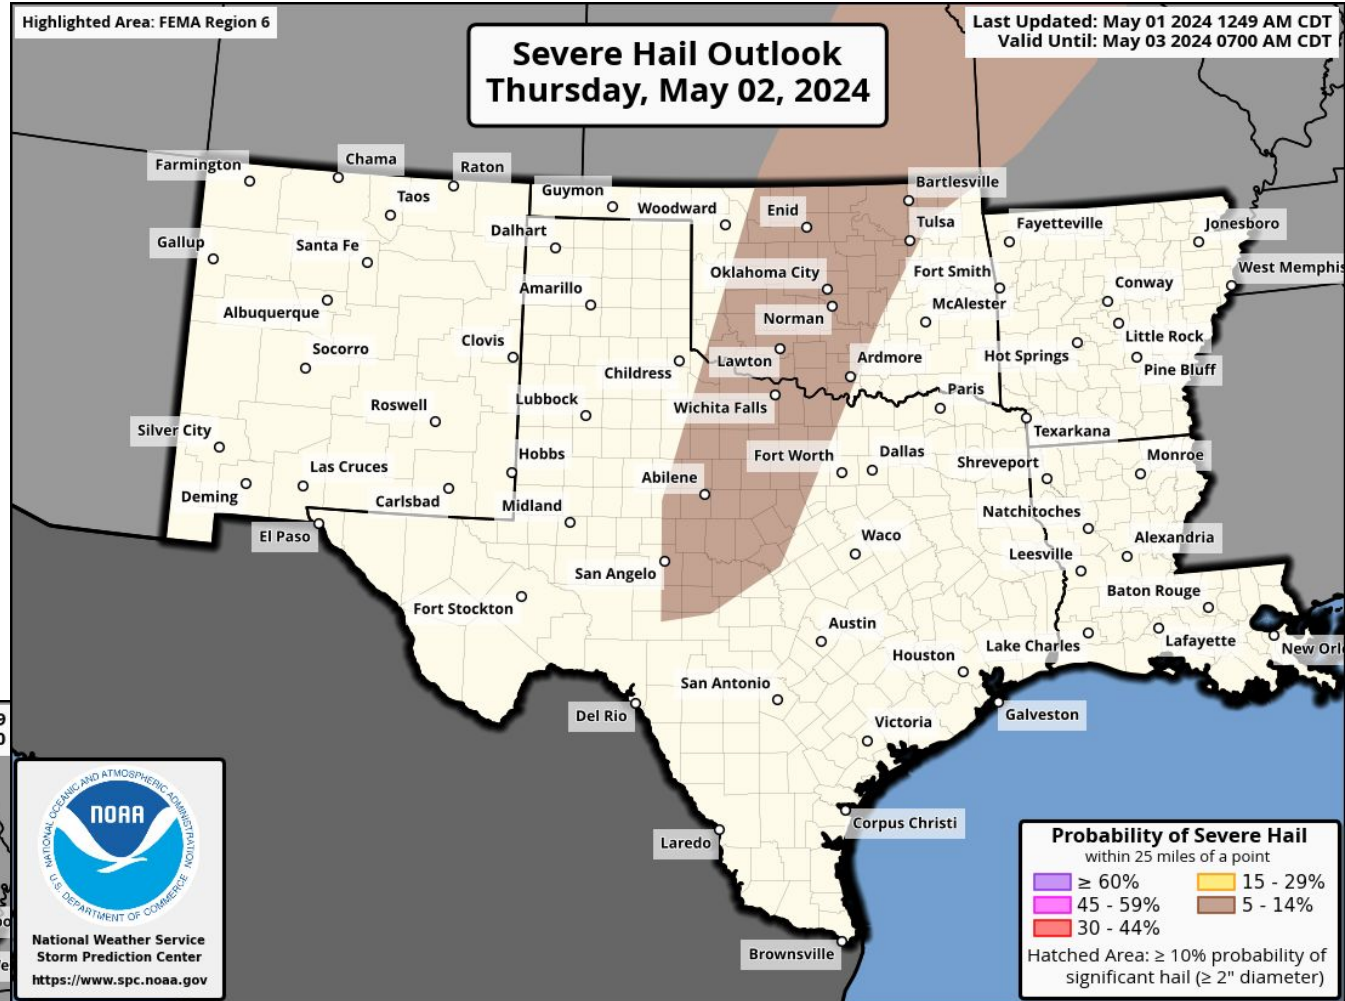 Highlighted Area: FEMA Region 6
Severe Hail Outlook
Thursday, May 02, 2024
Last Updated: May 01 2024 1249 AM CDT
Valid Until: May 03 2024 0700 AM CDT
Farmington
Chama
Raton
Taos
Guymon
Woodward
Enid
Bartlesville
Tulsa
Fayetteville
Jonesboro
Gallup
Santa Fe
Dalhart
Oklahoma City
Fort Smith
West Memphis
Albuquerque
Amarillo
Norman
McAlester
Conway
Socorro
Clovis
Childress
Lawton
Ardmore
Hot Springs
Little Rock
Pine Bluff
Roswell
Lubbock
Wichita Falls
Paris
Texarkana
Silver City
Las Cruces
Hobbs
Abilene
Fort Worth
Dallas
Shreveport
Monroe
Deming
Carlsbad
Midland
Natchitoches
El Paso
San Angelo
Waco
Leesville
Alexandria
Fort Stockton
Austin
Baton Rouge
Houston
Lake Charles
Lafayette
New Orl
San Antonio
Del Rio
Victoria
Galveston
Laredo
Corpus Christi
Brownsville
9
0
NATIONAL OCEANIC AND ATMOSPHERIC ADMINISTRATION
NOAA
U.S. DEPARTMENT OF COMMERCE
National Weather Service
Storm Prediction Center
https://www.spc.noaa.gov
Probability of Severe Hail
within 25 miles of a point
≥ 60%
15 - 29%
45 - 59%
5 - 14%
30 - 44%
Hatched Area: ≥ 10% probability of
significant hail (≥ 2" diameter)